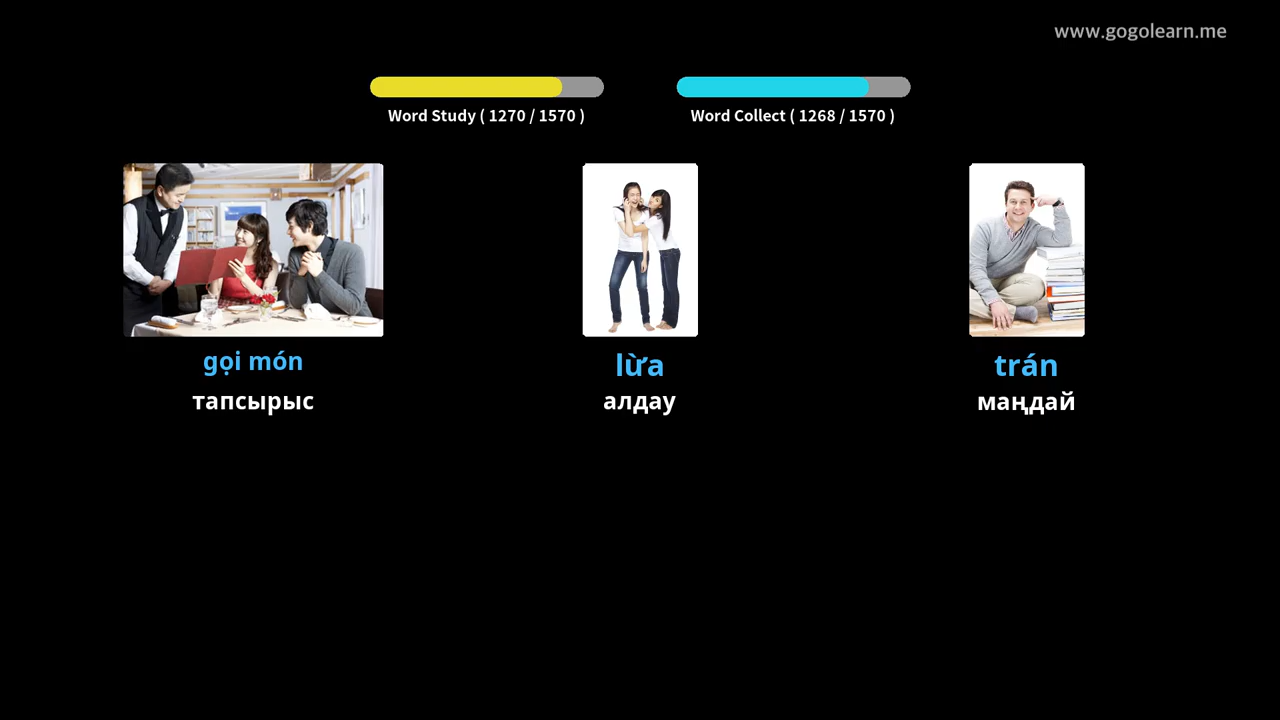 www.gogolearn.me
Word Study ( 1270 / 1570 )
Word Collect ( 1268 / 1570 )
gọi món
тапсырыс
lừa
алдау
trán
маңдай